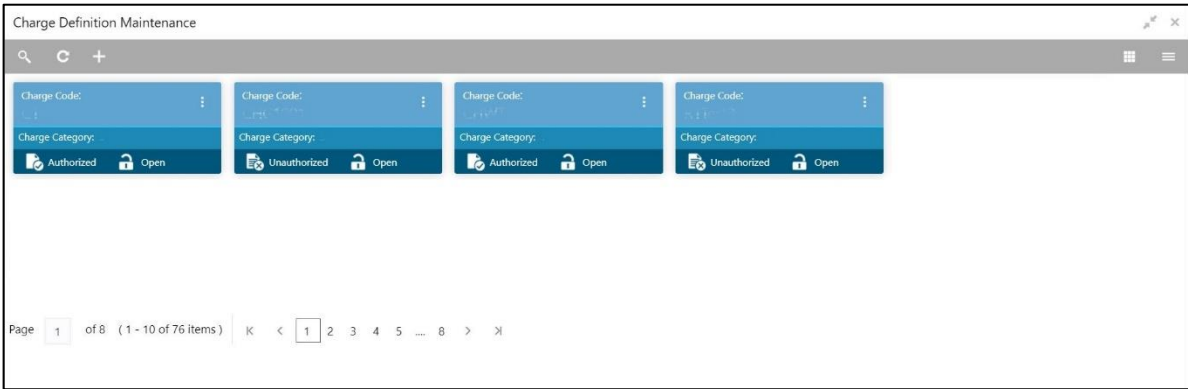 Charge Definition Maintenance
Charge Code: Charge Code: Charge Code: Charge Code:
Charge Category: Charge Category: Charge Category: Charge Category:
Authorized Open Unauthorized Open Authorized Open Unauthorized Open
Page 1 of 8 ( 1 - 10 of 76 items ) 1 2 3 4 5 .... 8